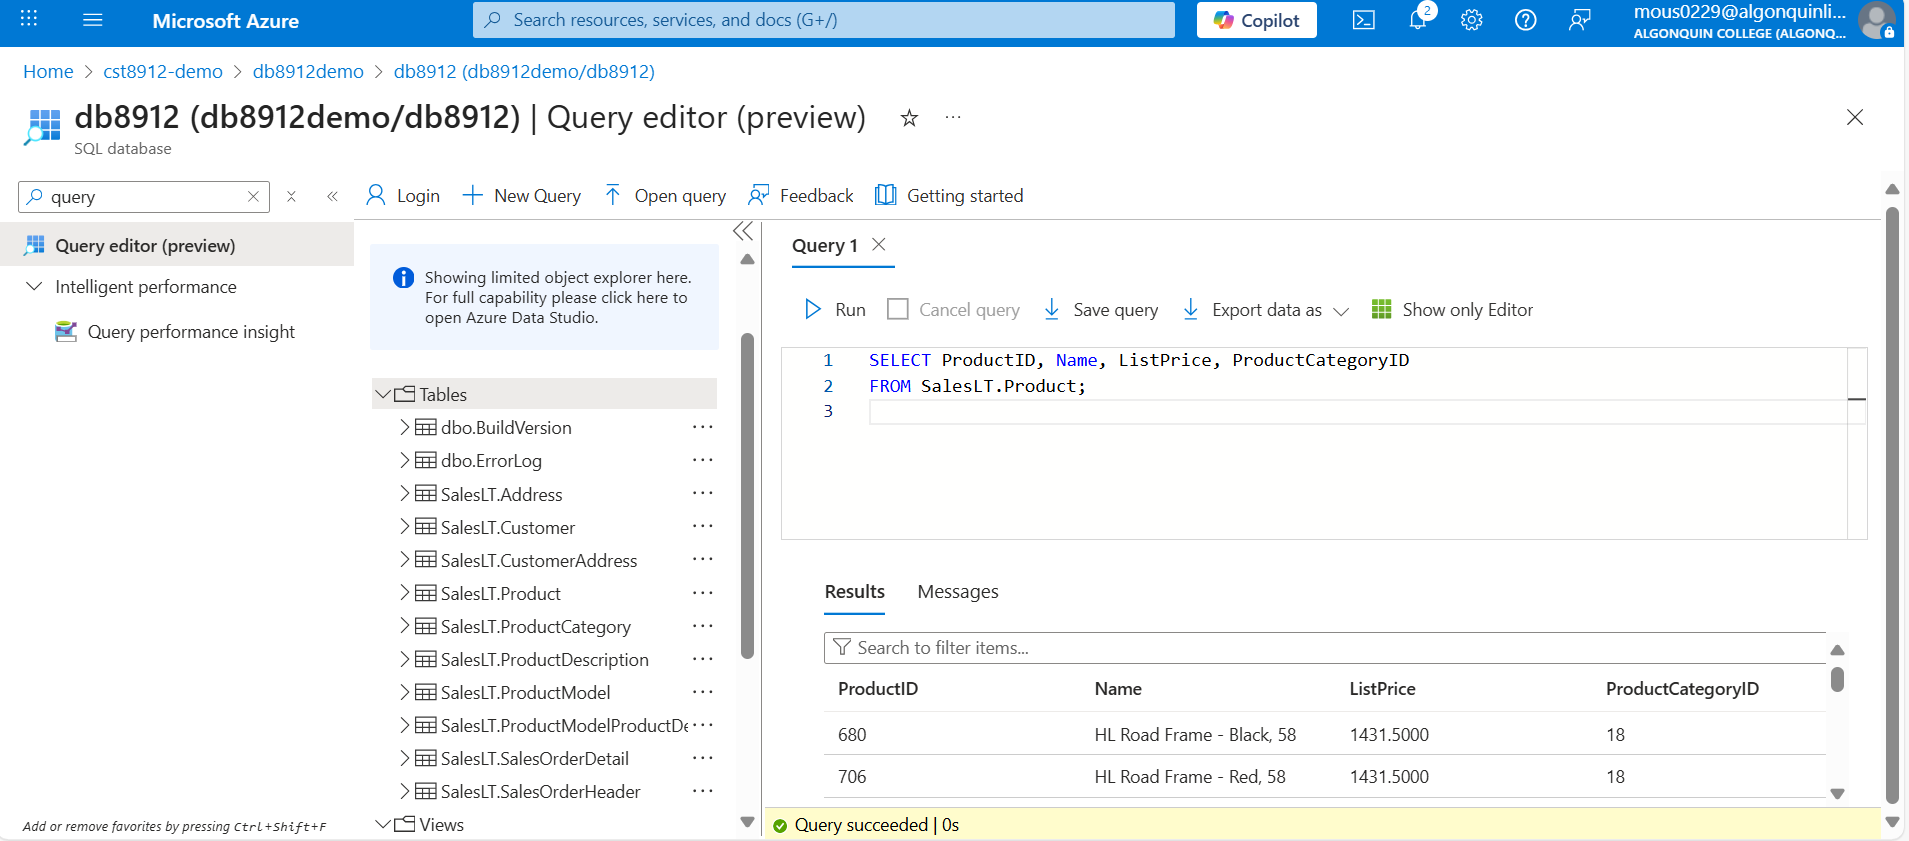 Microsoft Azure
Search resources, services, and docs (G+/)
Copilot
2
mous0229@algonquinli...
ALGONQUIN COLLEGE (ALGONQ...
Home > cst8912-demo > db8912demo > db8912 (db8912demo/db8912)
db8912 (db8912demo/db8912) | Query editor (preview)
SQL database
query
Login
New Query
Open query
Feedback
Getting started
Query editor (preview)
Intelligent performance
Query performance insight
Add or remove favorites by pressing Ctrl+Shift+F
Showing limited object explorer here.
For full capability please click here to
open Azure Data Studio.
Tables
dbo.BuildVersion
dbo.ErrorLog
SalesLT.Address
SalesLT.Customer
SalesLT.CustomerAddress
SalesLT.Product
SalesLT.ProductCategory
SalesLT.ProductDescription
SalesLT.ProductModel
SalesLT.ProductModelProductDe
SalesLT.SalesOrderDetail
SalesLT.SalesOrderHeader
Views
Query 1
Run
Cancel query
Save query
Export data as
Show only Editor
1 SELECT ProductID, Name, ListPrice, ProductCategoryID
2 FROM SalesLT.Product;
3
Results
Messages
Search to filter items...
ProductID Name ListPrice ProductCategoryID
680 HL Road Frame - Black, 58 1431.5000 18
706 HL Road Frame - Red, 58 1431.5000 18
Query succeeded | 0s